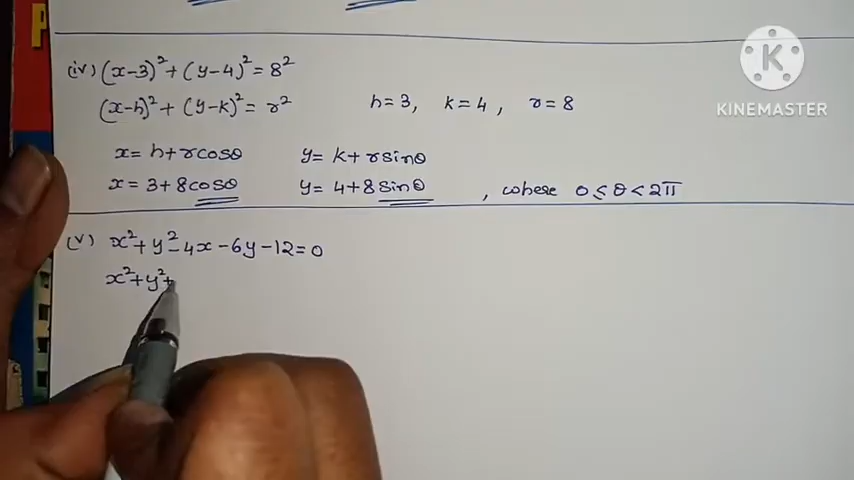 P
(iv) (x-3)² + (y-4)² = 8²
(x-h)² + (y-k)² = r² h = 3, k = 4, r = 8
x = h + r cosθ y = k + r sinθ
x = 3 + 8 cosθ y = 4 + 8 sinθ , where 0 ≤ θ < 2π
(v) x² + y² - 4x - 6y - 12 = 0
x² + y² +
K
KINEMASTER